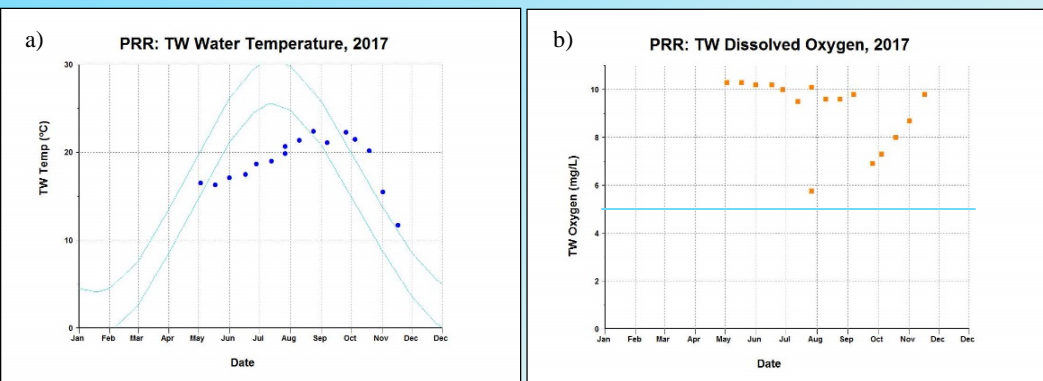 a)
PRR: TW Water Temperature, 2017
30
20
10
0
TW Temp (°C)
Jan Feb Mar Apr May Jun Jul Aug Sep Oct Nov Dec Dec
Date
b)
PRR: TW Dissolved Oxygen, 2017
10
8
6
4
2
0
TW Oxygen (mg/L)
Jan Feb Mar Apr May Jun Jul Aug Sep Oct Nov Dec Dec
Date